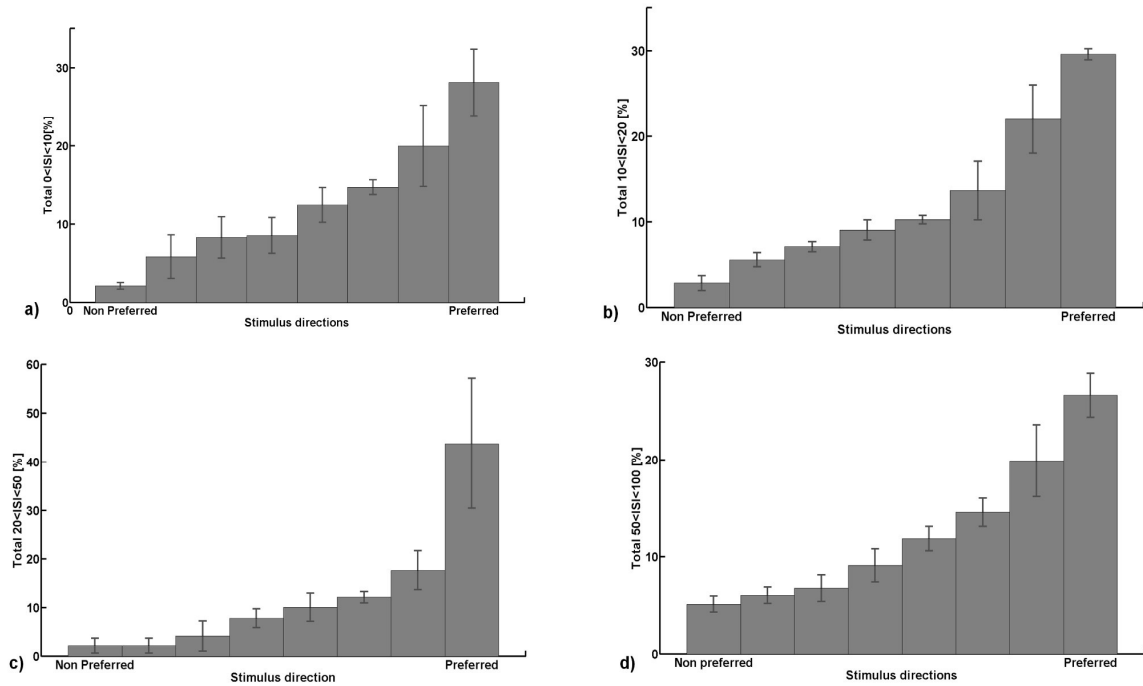 Total 0<ISI<10[%]
30
20
10
0
0
Non Preferred
Preferred
Stimulus directions
a)
Total 10<ISI<20 [%]
30
20
10
0
Non Preferred
Preferred
Stimulus directions
b)
Total 20<ISI<50 [%]
60
50
40
30
20
10
0
Non Preferred
Preferred
Stimulus direction
c)
Total 50<ISI<100 [%]
30
20
10
0
Non preferred
Preferred
Stimulus directions
d)